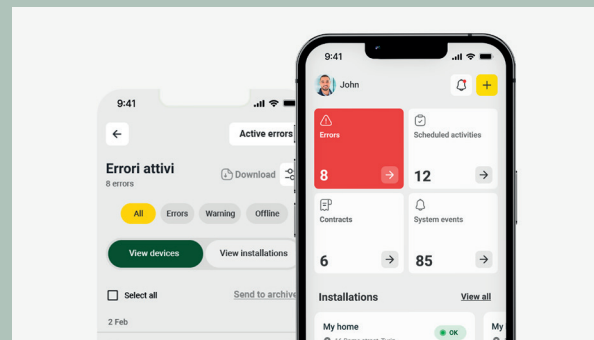 9:41
Active errors
Errori attivi
8 errors
Download
All
Errors
Warning
Offline
View devices
View installations
Select all
Send to archive
2 Feb
9:41
John
Errors
8
Scheduled activities
12
Contracts
6
System events
85
Installations
View all
My home
OK
My